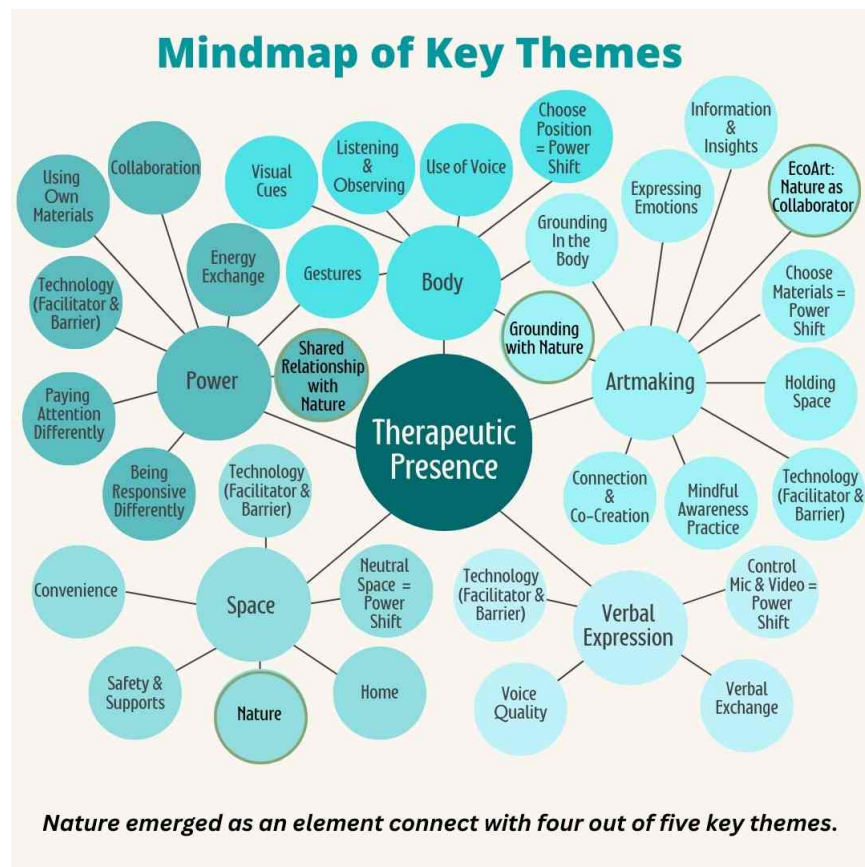 Mindmap of Key Themes
Using
Own
Materials
Collaboration
Visual
Cues
Listening
&
Observing
Use of Voice
Choose
Position
= Power
Shift
Information
&
Insights
EcoArt:
Nature as
Collaborator
Expressing
Emotions
Grounding
In the
Body
Energy
Exchange
Gestures
Body
Technology
(Facilitator &
Barrier)
Choose
Materials =
Power
Shift
Grounding
with Nature
Shared
Relationship
with
Nature
Power
Artmaking
Holding
Space
Paying
Attention
Differently
Therapeutic
Presence
Being
Responsive
Differently
Technology
(Facilitator &
Barrier)
Connection
&
Co-Creation
Mindful
Awareness
Practice
Technology
(Facilitator &
Barrier)
Convenience
Space
Neutral
Space =
Power
Shift
Technology
(Facilitator &
Barrier)
Verbal
Expression
Control
Mic & Video =
Power
Shift
Safety &
Supports
Nature
Home
Voice
Quality
Verbal
Exchange
Nature emerged as an element connect with four out of five key themes.